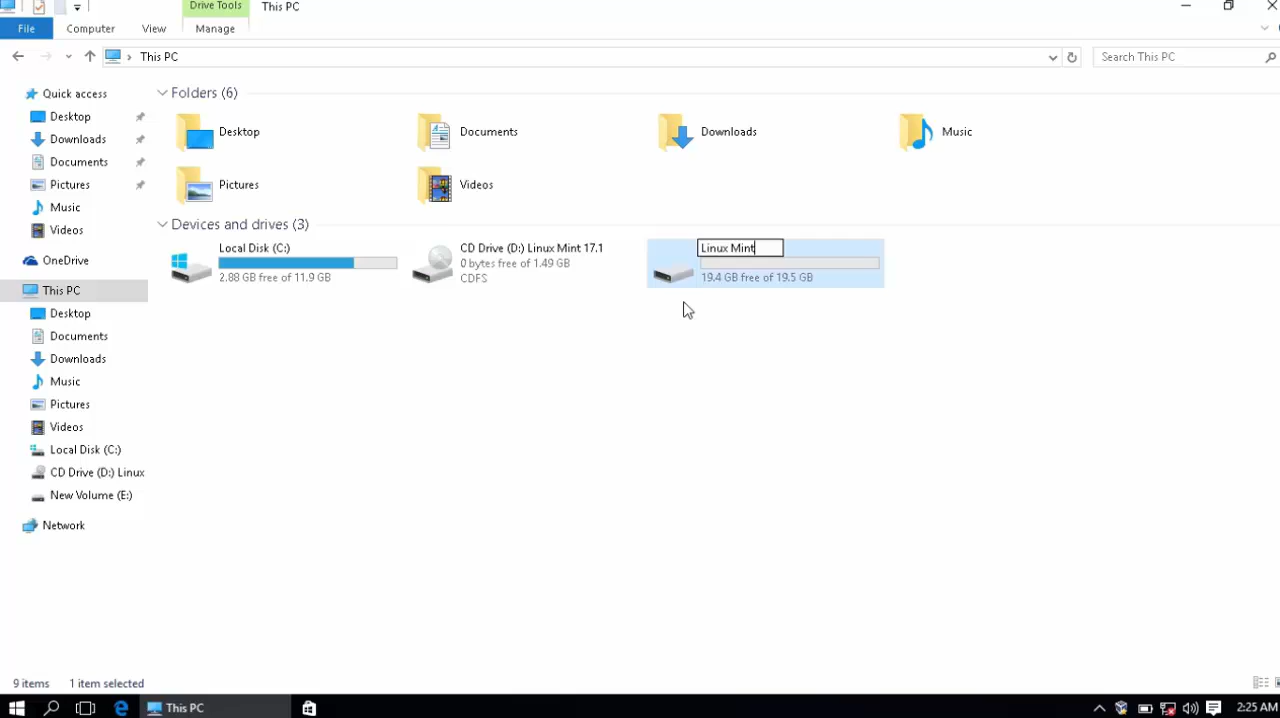 Drive Tools
This PC
File
Computer
View
Manage
This PC
Search This PC
Quick access
Desktop
Downloads
Documents
Pictures
Music
Videos
OneDrive
This PC
Desktop
Documents
Downloads
Music
Pictures
Videos
Local Disk (C:)
CD Drive (D:) Linux
New Volume (E:)
Network
Folders (6)
Desktop
Documents
Downloads
Music
Pictures
Videos
Devices and drives (3)
Local Disk (C:)
2.88 GB free of 11.9 GB
CD Drive (D:) Linux Mint 17.1
0 bytes free of 1.49 GB
CDFS
Linux Mint
19.4 GB free of 19.5 GB
9 items
1 item selected
This PC
2:25 AM